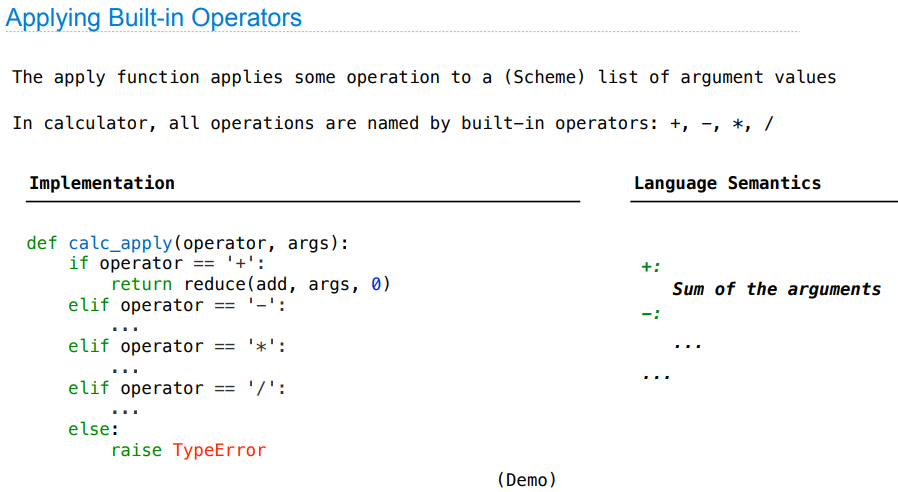 Applying Built-in Operators
The apply function applies some operation to a (Scheme) list of argument values
In calculator, all operations are named by built-in operators: +, -, *, /
Implementation
def calc_apply(operator, args):
    if operator == '+':
        return reduce(add, args, 0)
    elif operator == '-':
        ...
    elif operator == '*':
        ...
    elif operator == '/':
        ...
    else:
        raise TypeError
Language Semantics
+:
Sum of the arguments
-:
...
...
(Demo)